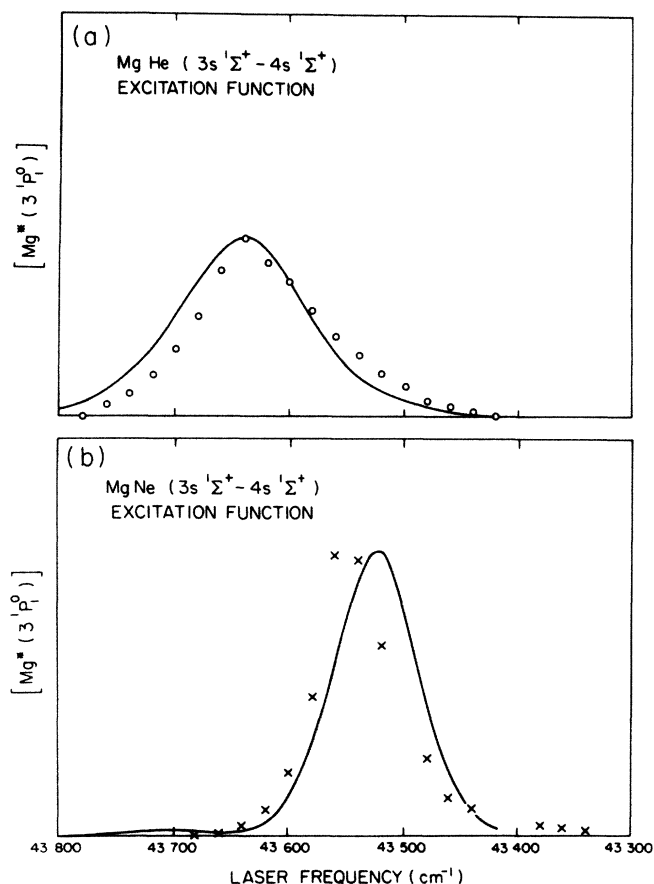 (a)
Mg He ( 3s ¹Σ⁺ – 4s ¹Σ⁺ )
EXCITATION FUNCTION
[ Mg* ( 3 ¹P₁⁰ ) ]
(b)
Mg Ne ( 3s ¹Σ⁺ – 4s ¹Σ⁺ )
EXCITATION FUNCTION
[ Mg* ( 3 ¹P₁⁰ ) ]
43 800 43 700 43 600 43 500 43 400 43 300
LASER FREQUENCY ( cm⁻¹ )